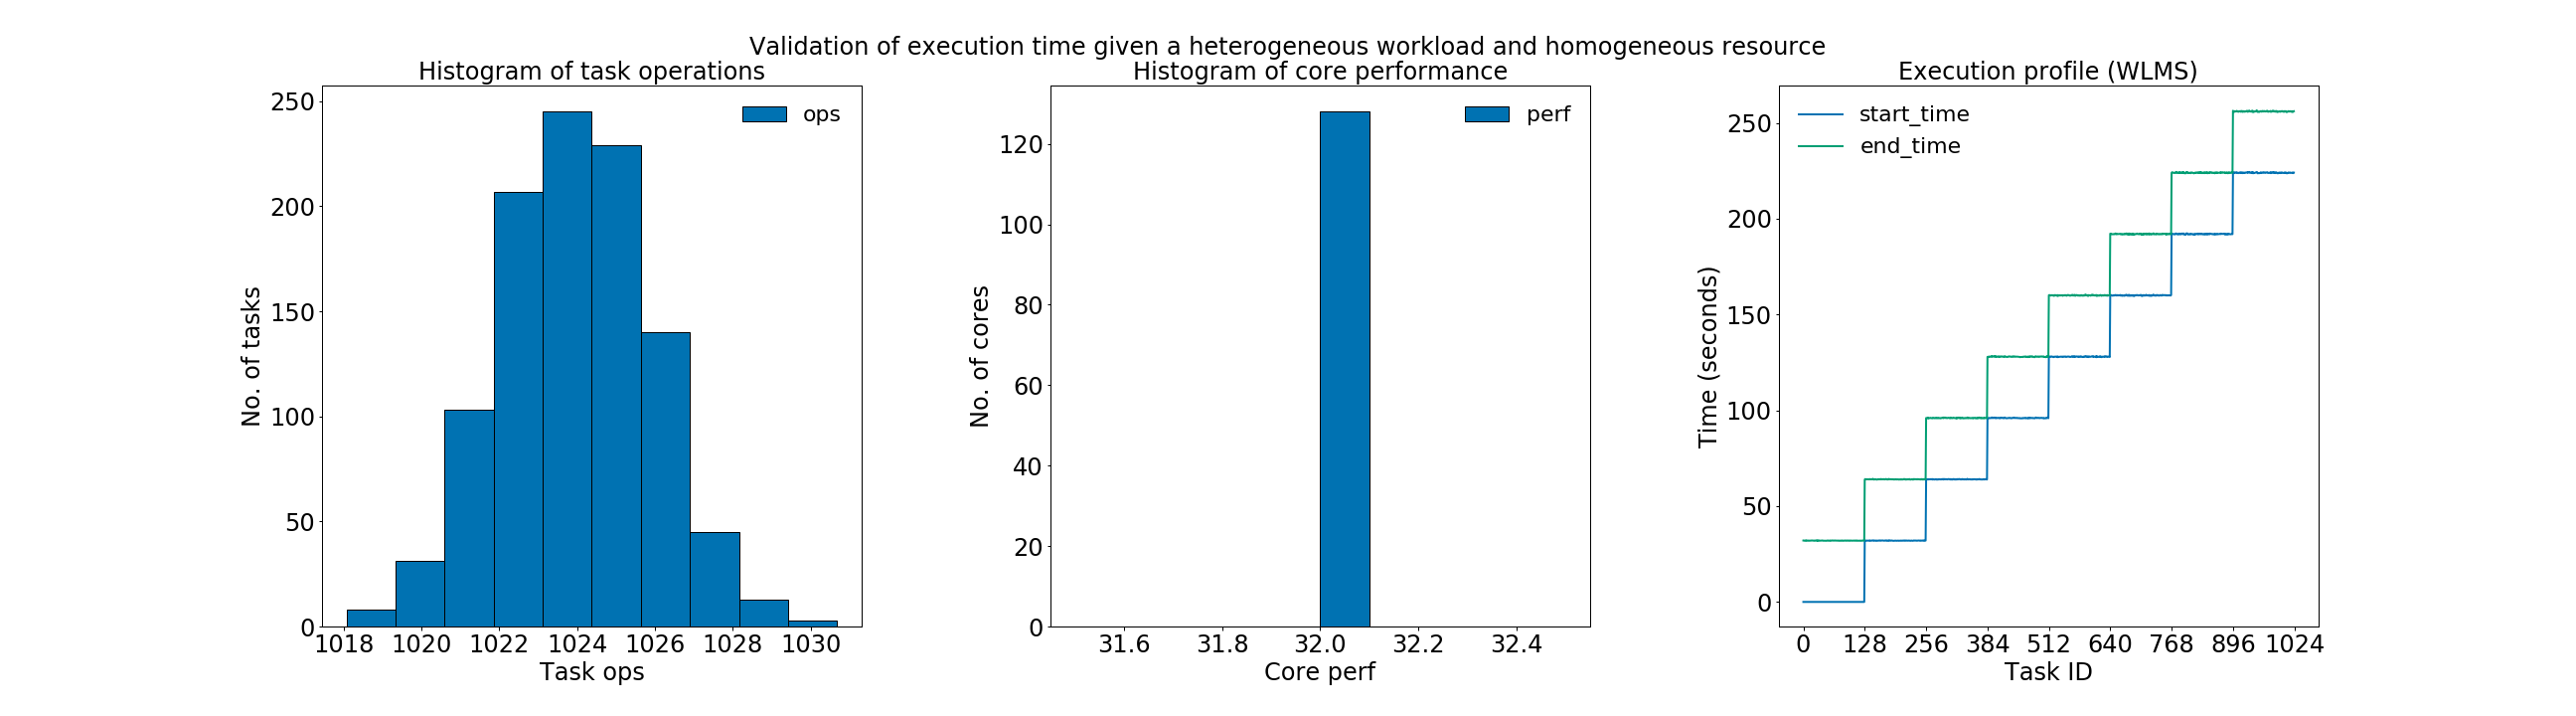 Validation of execution time given a heterogeneous workload and homogeneous resource
Histogram of task operations
250
200
150
100
50
0
No. of tasks
ops
1018 1020 1022 1024 1026 1028 1030
Task ops
Histogram of core performance
120
100
80
60
40
20
0
No. of cores
perf
31.6 31.8 32.0 32.2 32.4
Core perf
Execution profile (WLMS)
250
200
150
100
50
0
Time (seconds)
start_time
end_time
0 128 256 384 512 640 768 896 1024
Task ID